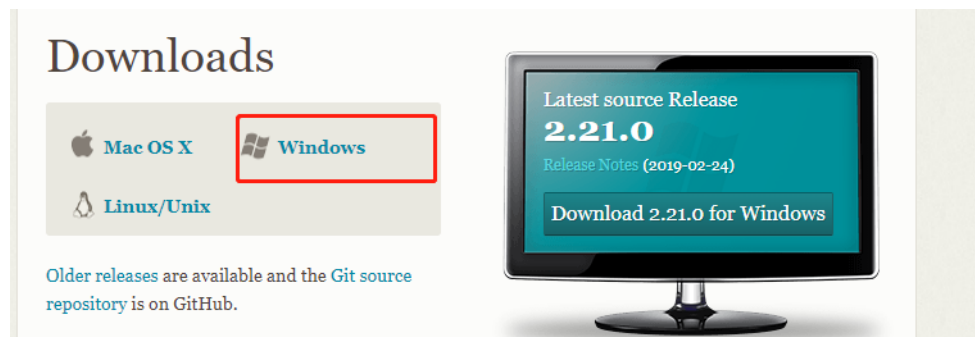 Downloads
Mac OS X
Windows
Linux/Unix
Older releases are available and the Git source
repository is on GitHub.
Latest source Release
2.21.0
Release Notes (2019-02-24)
Download 2.21.0 for Windows